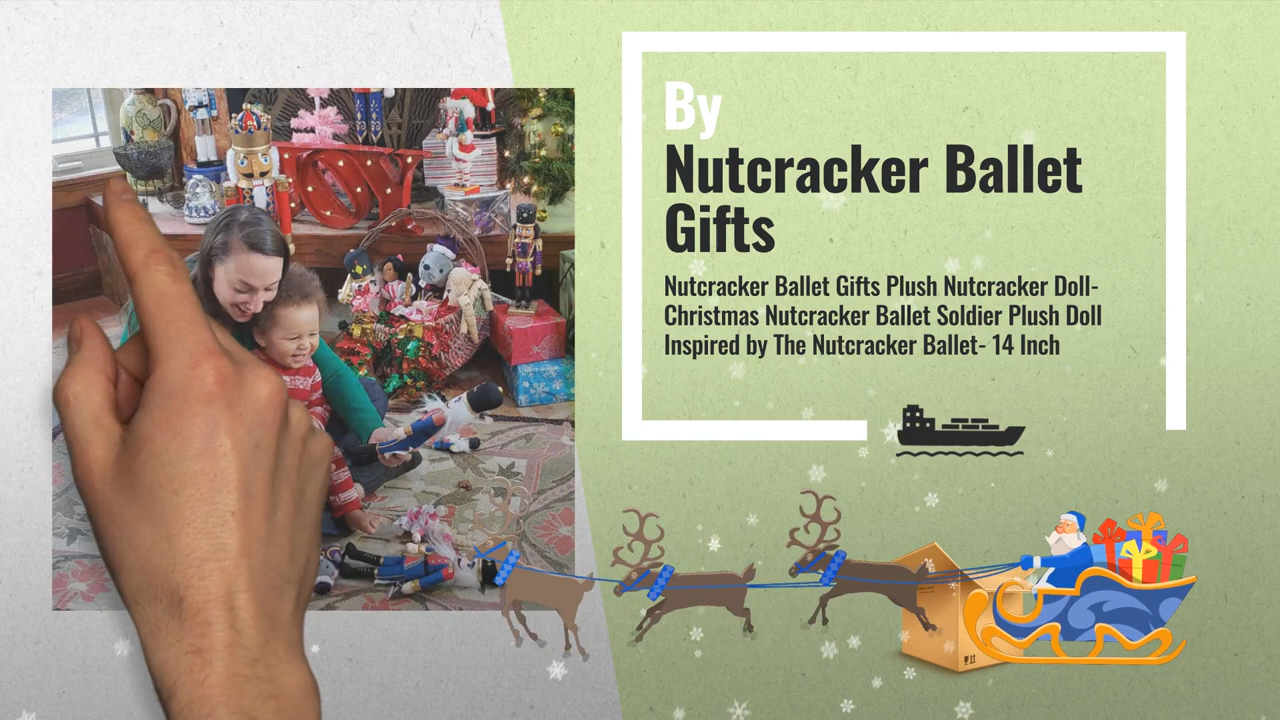 JOY
By
Nutcracker Ballet
Gifts
Nutcracker Ballet Gifts Plush Nutcracker Doll-
Christmas Nutcracker Ballet Soldier Plush Doll
Inspired by The Nutcracker Ballet- 14 Inch